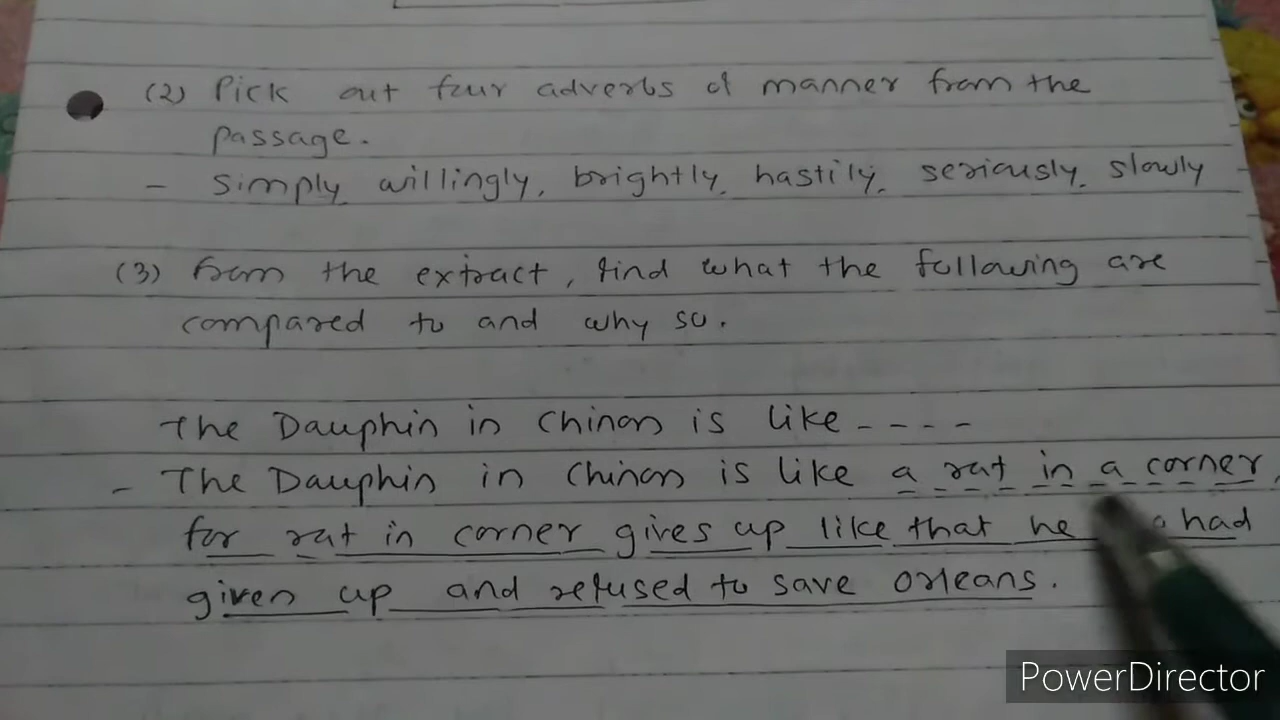 (2) Pick out four adverbs of manner from the
passage.
- simply, willingly, brightly, hastily, seriously, slowly
(3) from the extract, find what the following are
compared to and why so.
The Dauphin in Chinon is like - - - -
- The Dauphin in Chinon is like a rat in a corner,
for rat in corner gives up like that he had
given up and refused to save orleans.
PowerDirector